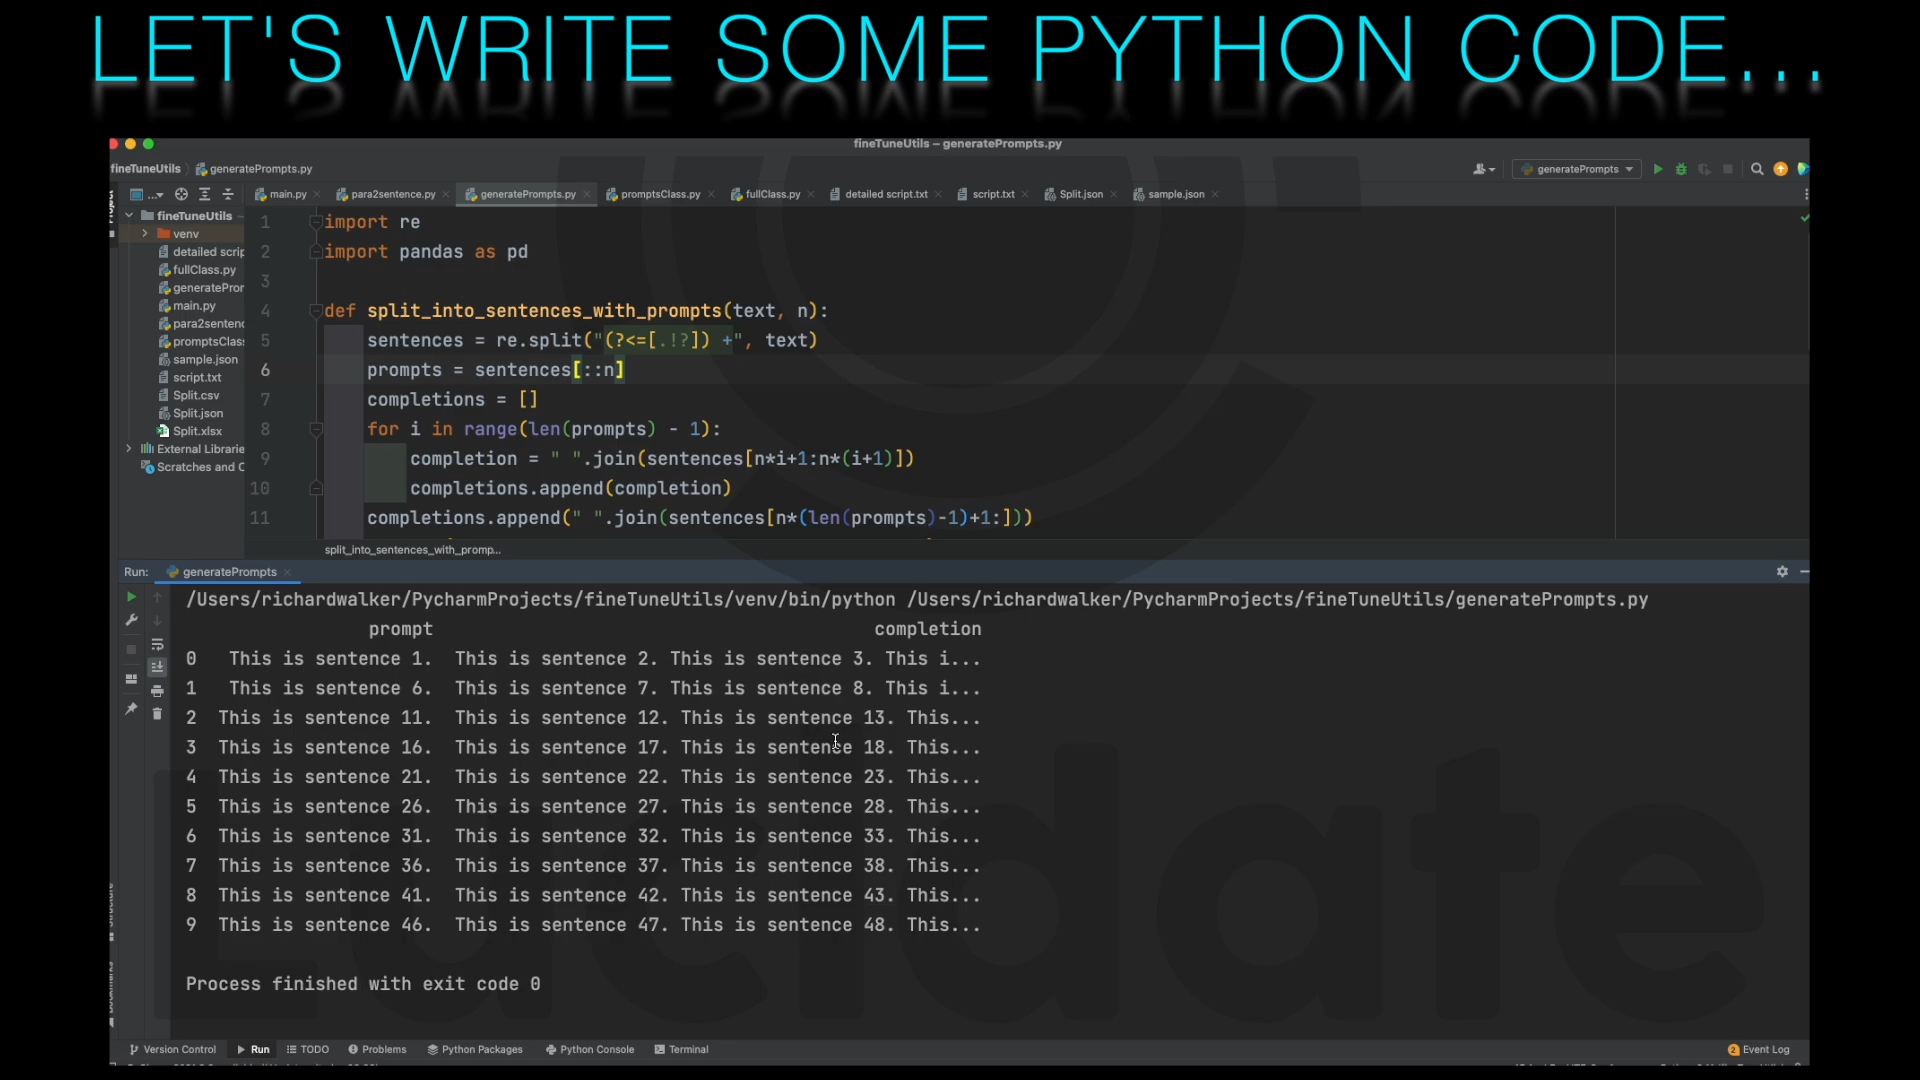 LET'S WRITE SOME PYTHON CODE...
fineTuneUtils – generatePrompts.py
fineTuneUtils generatePrompts.py generatePrompts
... main.py para2sentence.py generatePrompts.py promptsClass.py fullClass.py detailed script.txt script.txt Split.json sample.json
fineTuneUtils
venv
detailed scrip
fullClass.py
generatePror
main.py
para2sentenc
promptsClass
sample.json
script.txt
Split.csv
Split.json
Split.xlsx
External Librarie
Scratches and C
1 import re
2 import pandas as pd
3
4 def split_into_sentences_with_prompts(text, n):
5 sentences = re.split("(?<=[.!?]) +", text)
6 prompts = sentences[::n]
7 completions = []
8 for i in range(len(prompts) - 1):
9 completion = " ".join(sentences[n*i+1:n*(i+1)])
10 completions.append(completion)
11 completions.append(" ".join(sentences[n*(len(prompts)-1)+1:]))
split_into_sentences_with_promp...
Run: generatePrompts
/Users/richardwalker/PycharmProjects/fineTuneUtils/venv/bin/python /Users/richardwalker/PycharmProjects/fineTuneUtils/generatePrompts.py
prompt completion
0 This is sentence 1. This is sentence 2. This is sentence 3. This i...
1 This is sentence 6. This is sentence 7. This is sentence 8. This i...
2 This is sentence 11. This is sentence 12. This is sentence 13. This...
3 This is sentence 16. This is sentence 17. This is sentence 18. This...
4 This is sentence 21. This is sentence 22. This is sentence 23. This...
5 This is sentence 26. This is sentence 27. This is sentence 28. This...
6 This is sentence 31. This is sentence 32. This is sentence 33. This...
7 This is sentence 36. This is sentence 37. This is sentence 38. This...
8 This is sentence 41. This is sentence 42. This is sentence 43. This...
9 This is sentence 46. This is sentence 47. This is sentence 48. This...
Process finished with exit code 0
Lucidate
Version Control Run TODO Problems Python Packages Python Console Terminal 2 Event Log